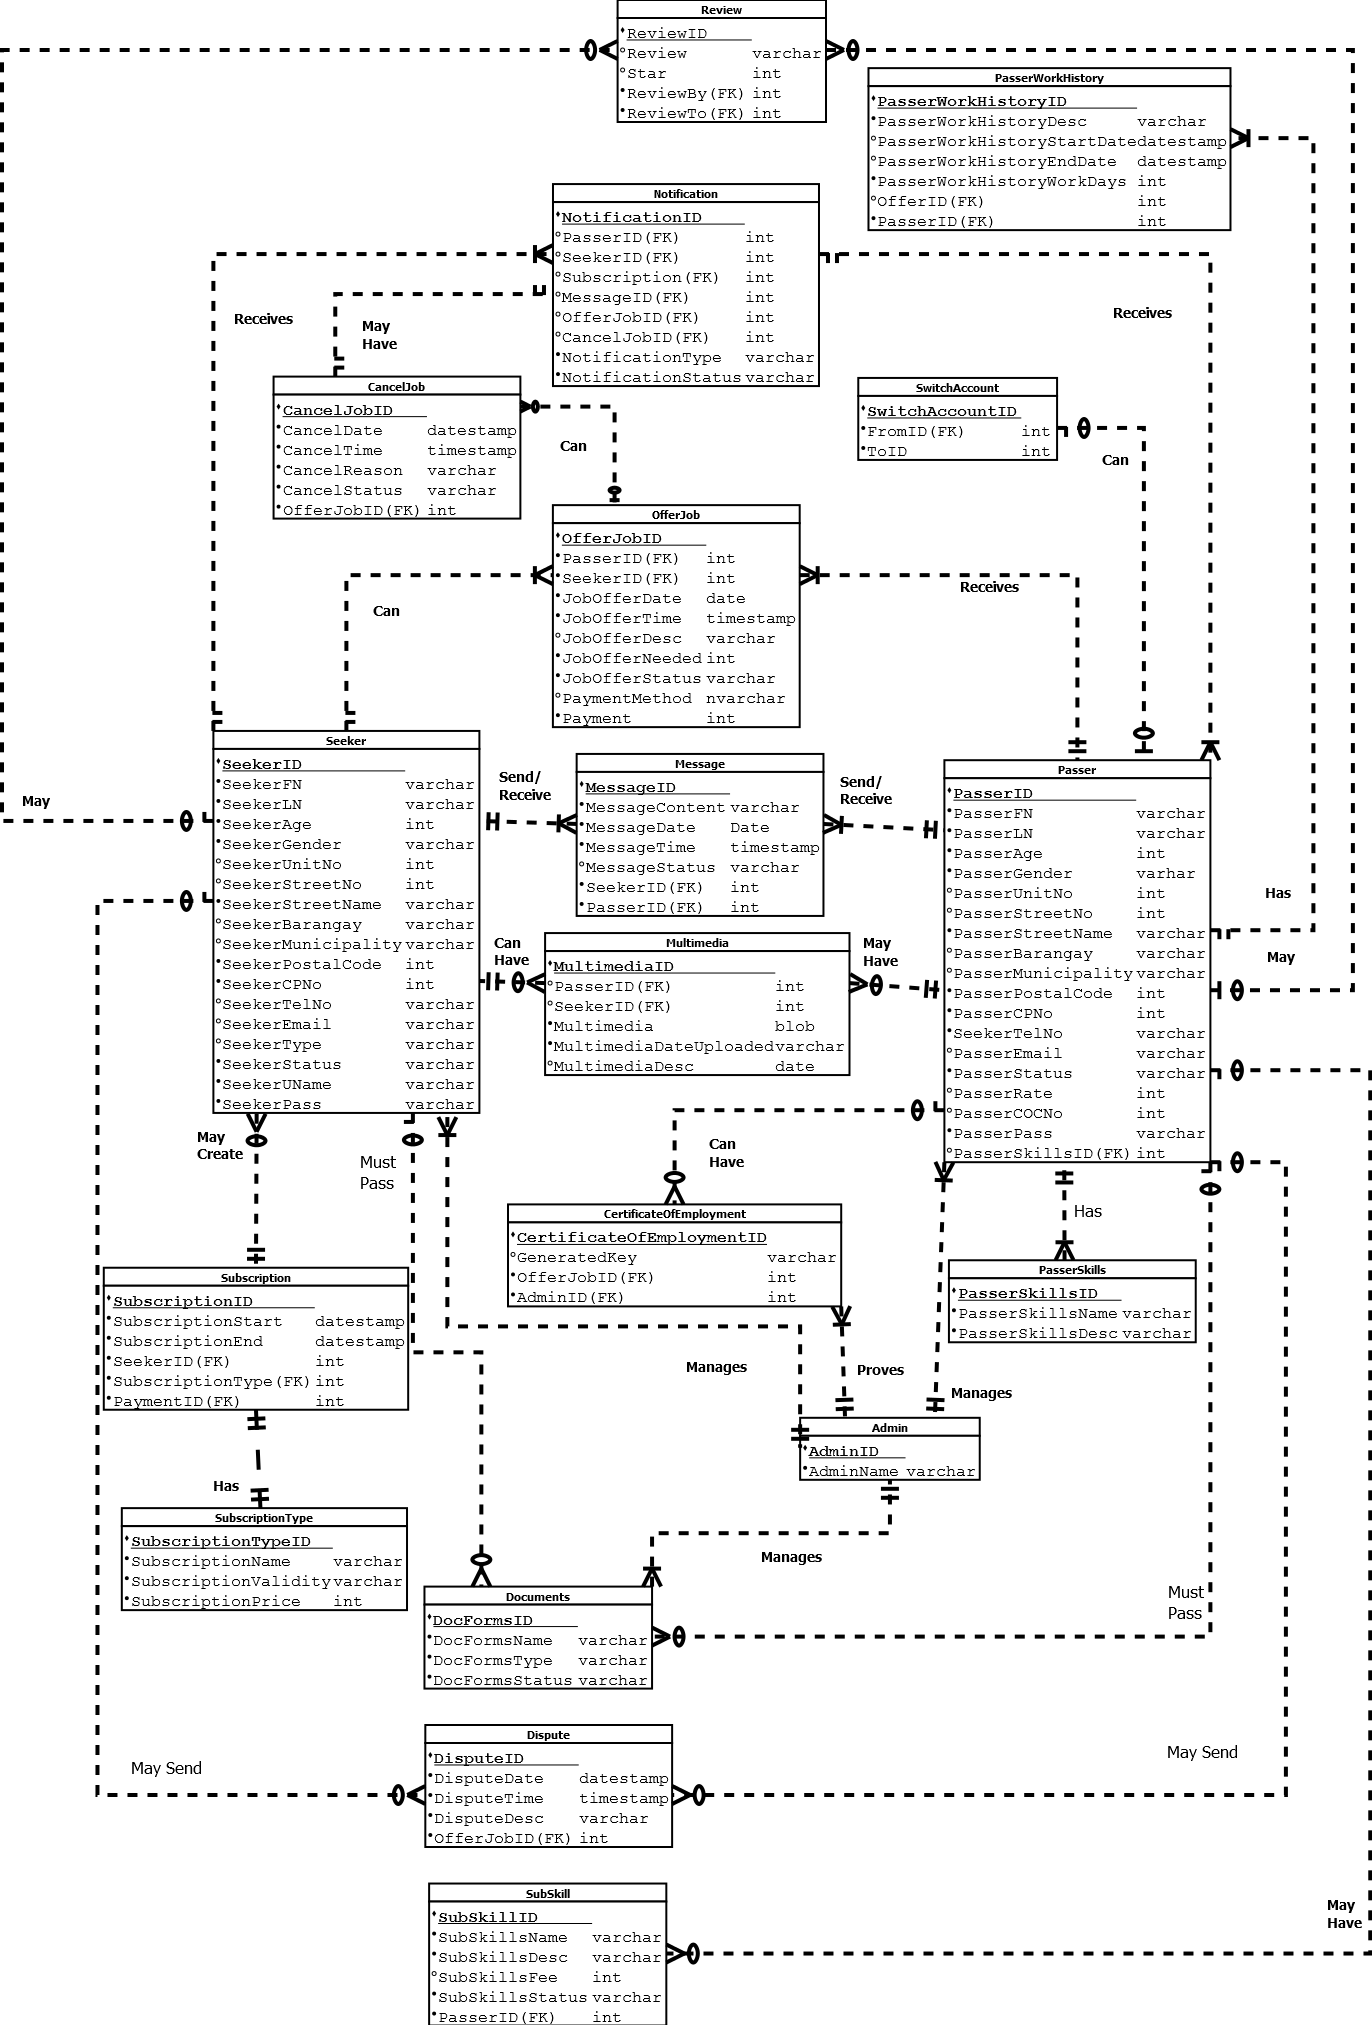 Review
ReviewID
Review varchar
Star int
ReviewBy(FK) int
ReviewTo(FK) int
PasserWorkHistory
PasserWorkHistoryID
PasserWorkHistoryDesc varchar
PasserWorkHistoryStartDate datestamp
PasserWorkHistoryEndDate datestamp
PasserWorkHistoryWorkDays int
OfferID(FK) int
PasserID(FK) int
Notification
NotificationID
PasserID(FK) int
SeekerID(FK) int
Subscription(FK) int
MessageID(FK) int
OfferJobID(FK) int
CancelJobID(FK) int
NotificationType varchar
NotificationStatus varchar
Receives
May
Have
Receives
CancelJob
CancelJobID
CancelDate datestamp
CancelTime timestamp
CancelReason varchar
CancelStatus varchar
OfferJobID(FK) int
Can
SwitchAccount
SwitchAccountID
FromID(FK) int
ToID int
Can
OfferJob
OfferJobID
PasserID(FK) int
SeekerID(FK) int
JobOfferDate date
JobOfferTime timestamp
JobOfferDesc varchar
JobOfferNeeded int
JobOfferStatus varchar
PaymentMethod nvarchar
Payment int
Can
Receives
Seeker
SeekerID
SeekerFN varchar
SeekerLN varchar
SeekerAge int
SeekerGender varchar
SeekerUnitNo int
SeekerStreetNo int
SeekerStreetName varchar
SeekerBarangay varchar
SeekerMunicipality varchar
SeekerPostalCode int
SeekerCPNo int
SeekerTelNo varchar
SeekerEmail varchar
SeekerType varchar
SeekerStatus varchar
SeekerUName varchar
SeekerPass varchar
May
Send/
Receive
Message
MessageID
MessageContent varchar
MessageDate Date
MessageTime timestamp
MessageStatus varchar
SeekerID(FK) int
PasserID(FK) int
Send/
Receive
Passer
PasserID
PasserFN varchar
PasserLN varchar
PasserAge int
PasserGender varhar
PasserUnitNo int
PasserStreetNo int
PasserStreetName varchar
PasserBarangay varchar
PasserMunicipality varchar
PasserPostalCode int
PasserCPNo int
SeekerTelNo varchar
PasserEmail varchar
PasserStatus varchar
PasserRate int
PasserCOCNo int
PasserPass varchar
PasserSkillsID(FK) int
Has
May
Can
Have
Multimedia
MultimediaID
PasserID(FK) int
SeekerID(FK) int
Multimedia blob
MultimediaDateUploaded varchar
MultimediaDesc date
May
Have
May
Create
Must
Pass
Can
Have
CertificateOfEmployment
CertificateOfEmploymentID
GeneratedKey varchar
OfferJobID(FK) int
AdminID(FK) int
Has
PasserSkills
PasserSkillsID
PasserSkillsName varchar
PasserSkillsDesc varchar
Subscription
SubscriptionID
SubscriptionStart datestamp
SubscriptionEnd datestamp
SeekerID(FK) int
SubscriptionType(FK) int
PaymentID(FK) int
Manages
Proves
Manages
Admin
AdminID
AdminName varchar
Has
SubscriptionType
SubscriptionTypeID
SubscriptionName varchar
SubscriptionValidity varchar
SubscriptionPrice int
Manages
Documents
DocFormsID
DocFormsName varchar
DocFormsType varchar
DocFormsStatus varchar
Must
Pass
Dispute
DisputeID
DisputeDate datestamp
DisputeTime timestamp
DisputeDesc varchar
OfferJobID(FK) int
May Send
May Send
SubSkill
SubSkillID
SubSkillsName varchar
SubSkillsDesc varchar
SubSkillsFee int
SubSkillsStatus varchar
PasserID(FK) int
May
Have